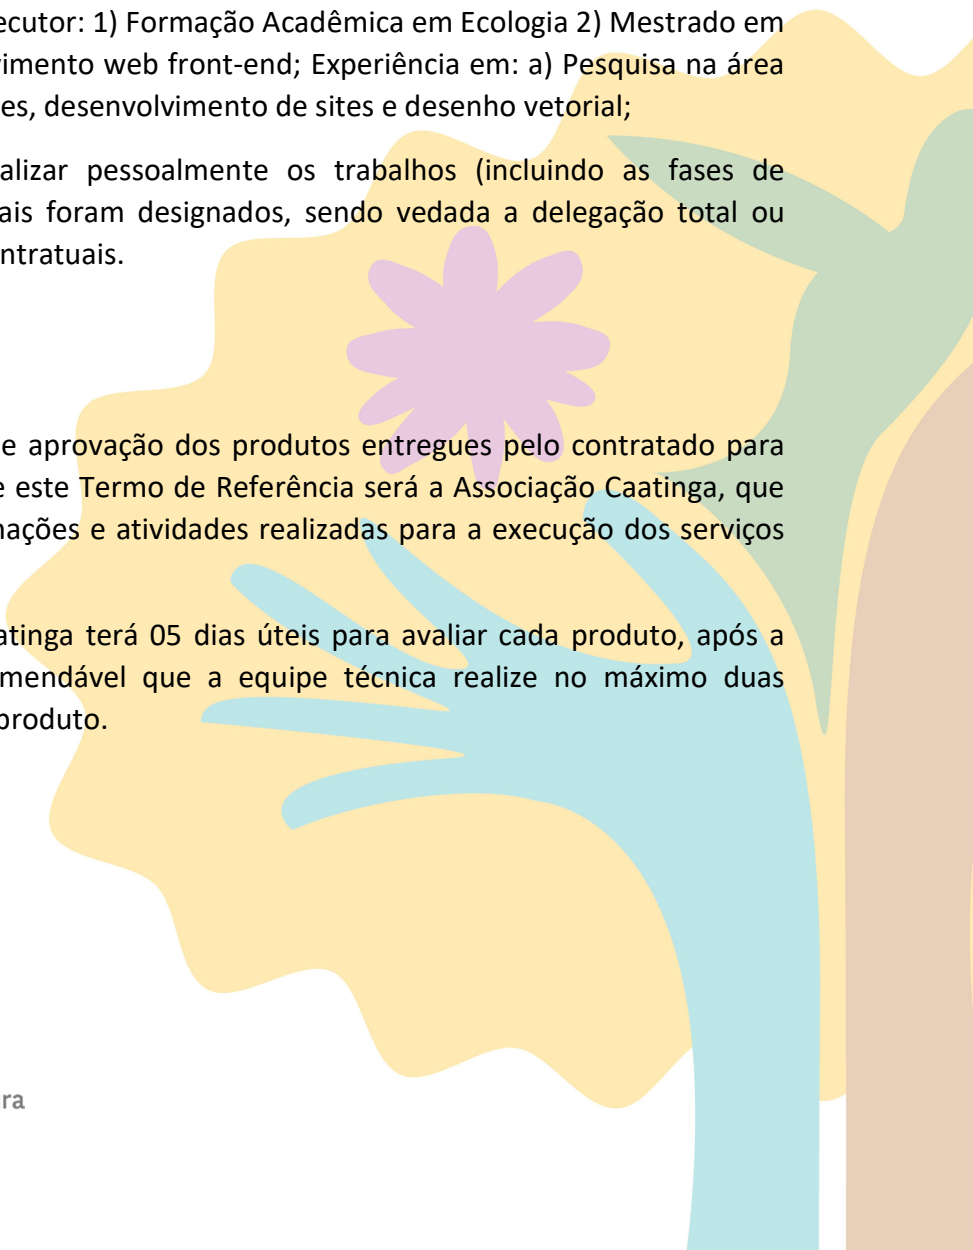 ecutor: 1) Formação Acadêmica em Ecologia 2) Mestrado em
vimento web front-end; Experiência em: a) Pesquisa na área
es, desenvolvimento de sites e desenho vetorial;
alizar pessoalmente os trabalhos (incluindo as fases de
ais foram designados, sendo vedada a delegação total ou
ntratuais.
e aprovação dos produtos entregues pelo contratado para
e este Termo de Referência será a Associação Caatinga, que
mações e atividades realizadas para a execução dos serviços
atinga terá 05 dias úteis para avaliar cada produto, após a
mendável que a equipe técnica realize no máximo duas
produto.
ra